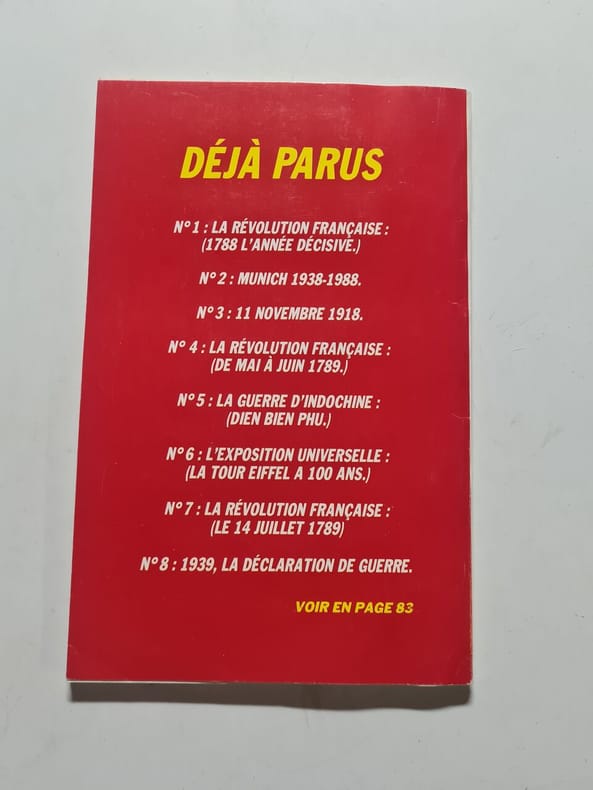 DÉJÀ PARUS
N° 1 : LA RÉVOLUTION FRANÇAISE :
(1788 L'ANNÉE DÉCISIVE.)
N° 2 : MUNICH 1938-1988.
N° 3 : 11 NOVEMBRE 1918.
N° 4 : LA RÉVOLUTION FRANÇAISE :
(DE MAI À JUIN 1789.)
N° 5 : LA GUERRE D'INDOCHINE :
(DIEN BIEN PHU.)
N° 6 : L'EXPOSITION UNIVERSELLE :
(LA TOUR EIFFEL A 100 ANS.)
N° 7 : LA RÉVOLUTION FRANÇAISE :
(LE 14 JUILLET 1789)
N° 8 : 1939, LA DÉCLARATION DE GUERRE.
VOIR EN PAGE 83